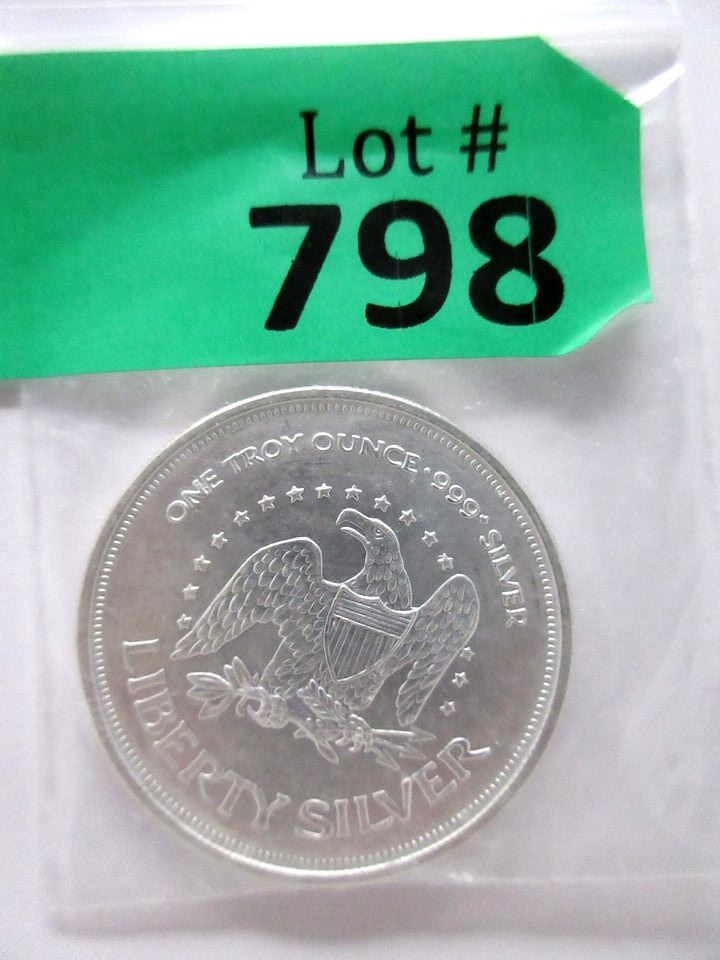 Lot #
798
ONE TROY OUNCE · 999+ SILVER
LIBERTY SILVER